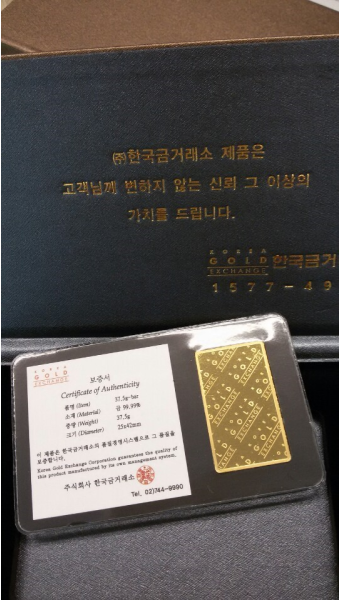 ㈜한국금거래소 제품은
고객님께 변하지 않는 신뢰 그 이상의
가치를 드립니다.
KOREA
GOLD
EXCHANGE
한국금거
1577-49
KOREA
GOLD
EXCHANGE
보증서
Certificate of Authenticity
품명 (Item) 37.5g-bar
소재 (Material) 금 99.99%
중량 (Weight) 37.5g
크기 (Diameter) 25x42mm
이 제품은 한국금거래소의 품질경영시스템으로 그 품질을
보증합니다.
Korea Gold Exchange Corporation guarantees the quality of
this product manufactured by its own management system.
주식회사 한국금거래소
Tel. 02)744-9990
GOLD
EXCHANGE